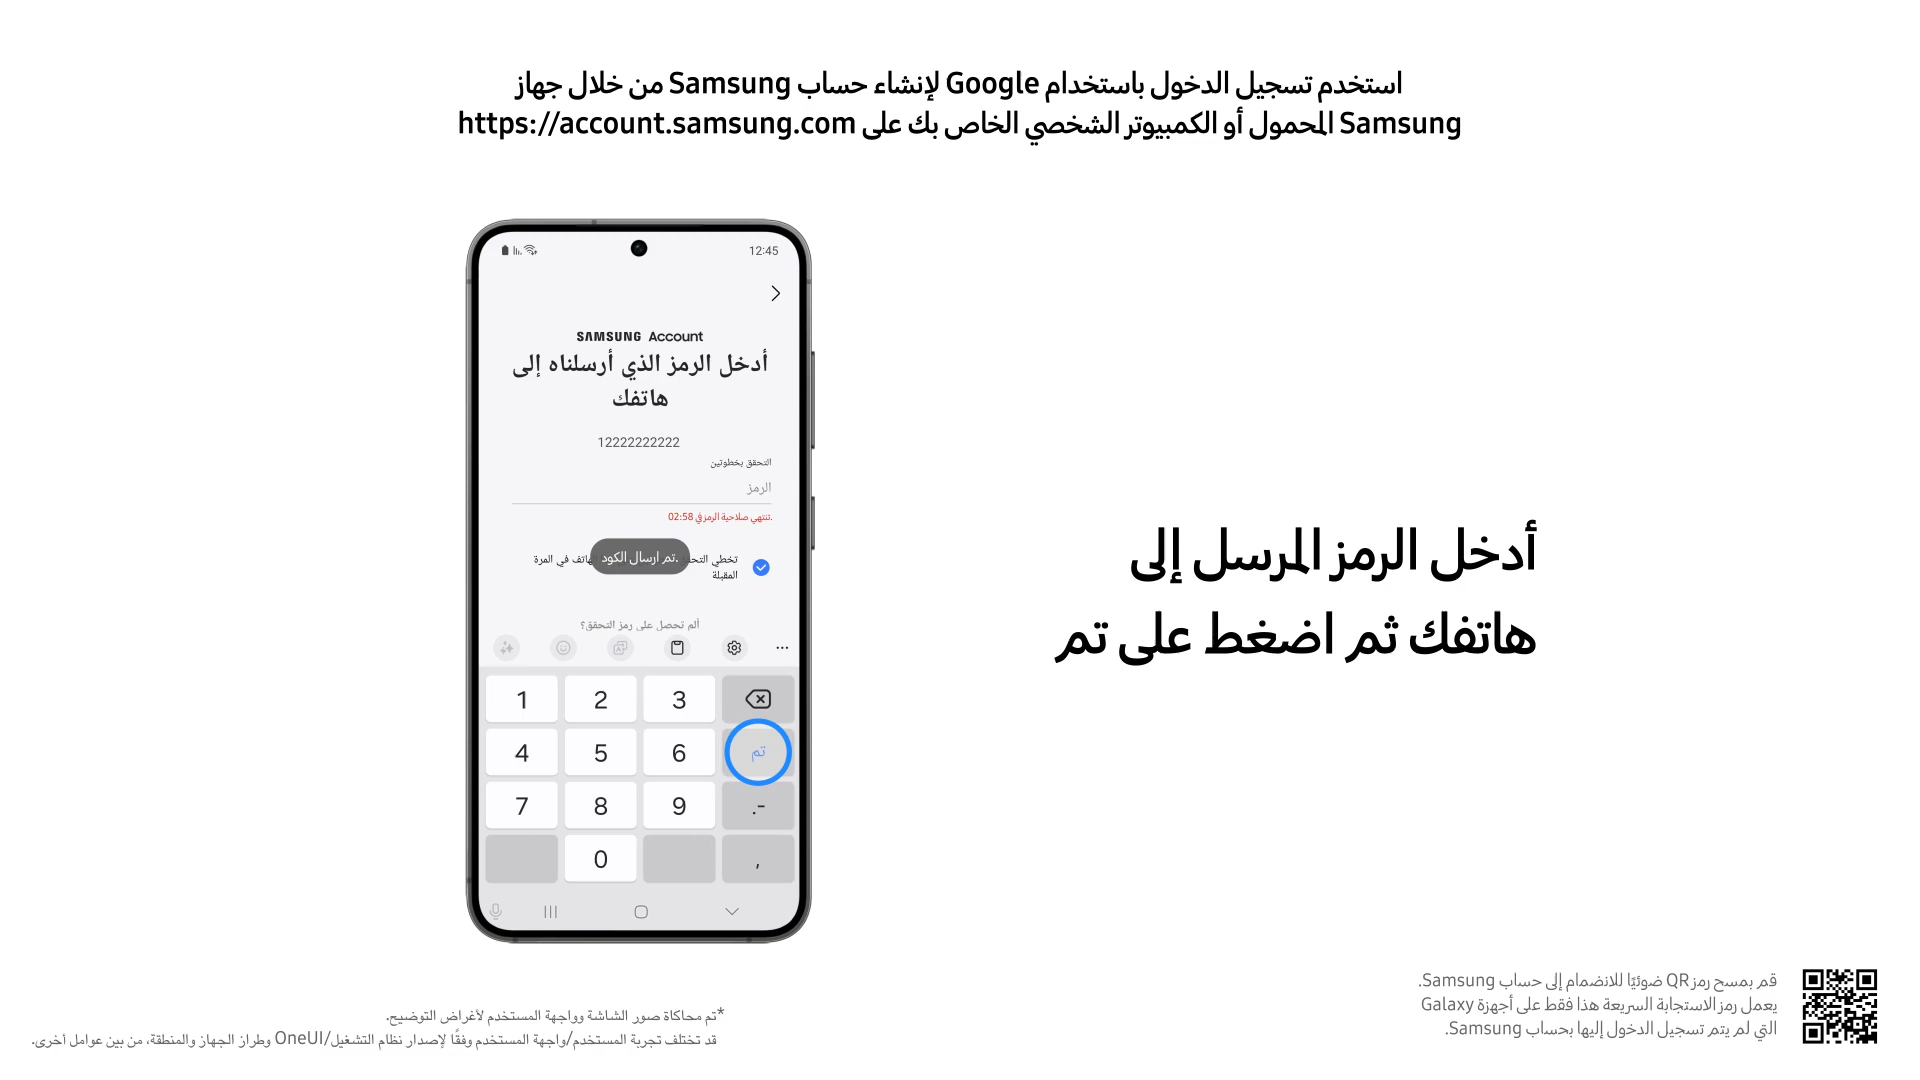 استخدم تسجيل الدخول باستخدام Google لإنشاء حساب Samsung من خلال جهاز
Samsung المحمول أو الكمبيوتر الشخصي الخاص بك على https://account.samsung.com
12:45
SAMSUNG Account
أدخل الرمز الذي أرسلناه إلى
هاتفك
12222222222
التحقق بخطوتين
الرمز
تنتهي صلاحية الرمز في 02:58.
تخطي
هاتف في المرة
تم ارسال الكود.
المقبلة
ألم تحصل على رمز التحقق؟
1 2 3
4 5 6 تم
7 8 9 .-
0 ,
أدخل الرمز المرسل إلى
هاتفك ثم اضغط على تم
قم بمسح رمز QR ضوئيًا للانضمام إلى حساب Samsung.
يعمل رمز الاستجابة السريعة هذا فقط على أجهزة Galaxy
التي لم يتم تسجيل الدخول إليها بحساب Samsung.
*تم محاكاة صور الشاشة وواجهة المستخدم لأغراض التوضيح.
قد تختلف تجربة المستخدم/واجهة المستخدم وفقًا لإصدار نظام التشغيل/OneUI وطراز الجهاز والمنطقة، من بين عوامل أخرى.